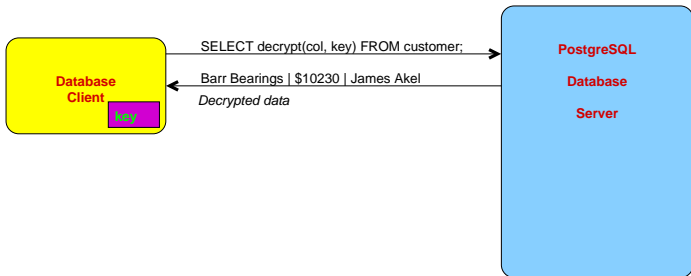 SELECT decrypt(col, key) FROM customer;
Barr Bearings | $10230 | James Akel
Decrypted data
Database
Client
key
PostgreSQL
Database
Server